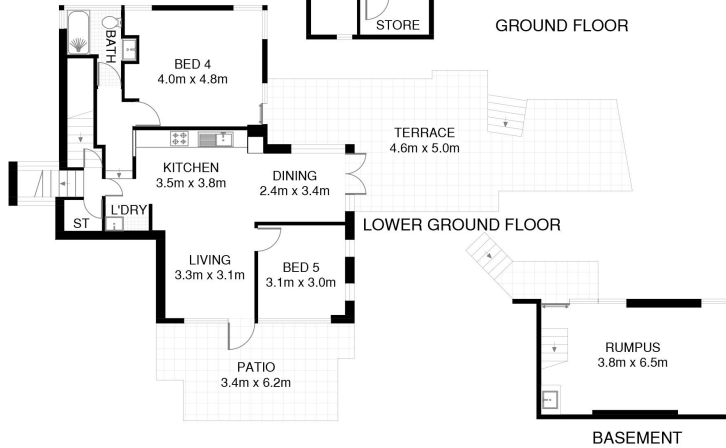 STORE
GROUND FLOOR
BATH
BED 4
4.0m x 4.8m
TERRACE
4.6m x 5.0m
KITCHEN
3.5m x 3.8m
DINING
2.4m x 3.4m
L'DRY
ST
LOWER GROUND FLOOR
LIVING
3.3m x 3.1m
BED 5
3.1m x 3.0m
RUMPUS
3.8m x 6.5m
PATIO
3.4m x 6.2m
BASEMENT